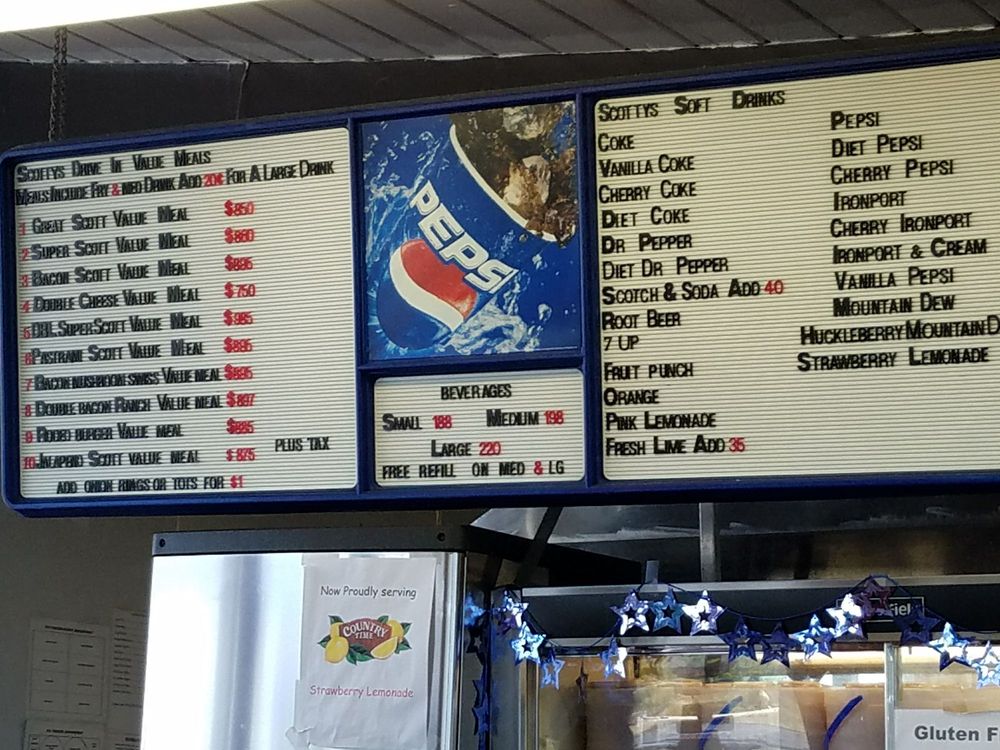 SCOTTYS DRIVE IN VALUE MEALS
MEALS INCLUDE FRY & MED DRINK ADD 20¢ FOR A LARGE DRINK
1 GREAT SCOTT VALUE MEAL $850
2 SUPER SCOTT VALUE MEAL $860
3 BACON SCOTT VALUE MEAL $895
4 DOUBLE CHEESE VALUE MEAL $750
5 DBL SUPER SCOTT VALUE MEAL $985
6 PASTRAMI SCOTT VALUE MEAL $895
7 BACON MUSHROOM SWISS VALUE MEAL $895
8 DOUBLE BACON RANCH VALUE MEAL $897
9 RODEO BURGER VALUE MEAL $885
10 JALAPENO SCOTT VALUE MEAL $875 PLUS TAX
ADD ONION RINGS OR TOTS FOR $1
PEPSI
BEVERAGES
SMALL 188 MEDIUM 198
LARGE 220
FREE REFILL ON MED & LG
SCOTTYS SOFT DRINKS
COKE
VANILLA COKE
CHERRY COKE
DIET COKE
DR PEPPER
DIET DR PEPPER
SCOTCH & SODA ADD 40
ROOT BEER
7 UP
FRUIT PUNCH
ORANGE
PINK LEMONADE
FRESH LIME ADD 35
PEPSI
DIET PEPSI
CHERRY PEPSI
IRONPORT
CHERRY IRONPORT
IRONPORT & CREAM
VANILLA PEPSI
MOUNTAIN DEW
HUCKLEBERRY MOUNTAIN D
STRAWBERRY LEMONADE
Now Proudly serving
COUNTRY
TIME
Strawberry Lemonade
Gluten F